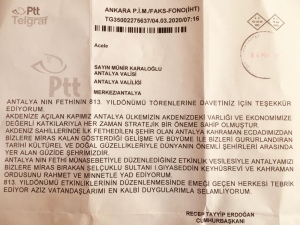 Ptt
Telgraf
ANKARA P.İ.M./FAKS-FONO(İHT)
TG35002275637/04.03.2020/07:16
Acele
SAYIN MÜNİR KARALOĞLU
ANTALYA VALİSİ
ANTALYA VALİLİĞİ
MERKEZ/ANTALYA
ANTALYA NIN FETHİNİN 813. YILDÖNÜMÜ TÖRENLERİNE DAVETİNİZ İÇİN TEŞEKKÜR
EDİYORUM.
AKDENİZE AÇILAN KAPIMIZ ANTALYA ÜLKEMİZİN AKDENİZDEKİ VARLIĞI VE EKONOMİMİZE
DEĞERLİ KATKILARIYLA HER ZAMAN STRATEJİK BİR ÖNEME SAHİP OLMUŞTUR.
AKDENİZ SAHİLLERİNDE İLK FETHEDİLEN ŞEHİR OLAN ANTALYA KAHRAMAN ECDADIMIZDAN
BİZLERE MİRAS KALAN GÖSTERDİĞİ GELİŞME VE BÜYÜME İLE BİZLERİ GURURLANDIRAN
TARİHİ KÜLTÜREL VE DOĞAL GÜZELLİKLERİYLE DÜNYANIN ÖNEMLİ ŞEHİRLERİ ARASINDA
YER ALAN GÜZİDE ŞEHRİMİZDİR.
ANTALYA NIN FETHİ MÜNASEBETİYLE DÜZENLEDİĞİNİZ ETKİNLİK VESİLESİYLE ANTALYAMIZI
BİZLERE MİRAS BIRAKAN SELÇUKLU SULTANI I GIYASEDDİN KEYHÜSREVİ VE KAHRAMAN
ORDUSUNU RAHMET VE MİNNETLE YAD EDİYORUM.
813. YILDÖNÜMÜ ETKİNLİKLERİNİN DÜZENLENMESİNDE EMEĞİ GEÇEN HERKESİ TEBRİK
EDİYOR AZİZ VATANDAŞLARIMI EN KALBİ DUYGULARIMLA SELAMLIYORUM.
RECEP TAYYİP ERDOĞAN
CUMHURBAŞKANI